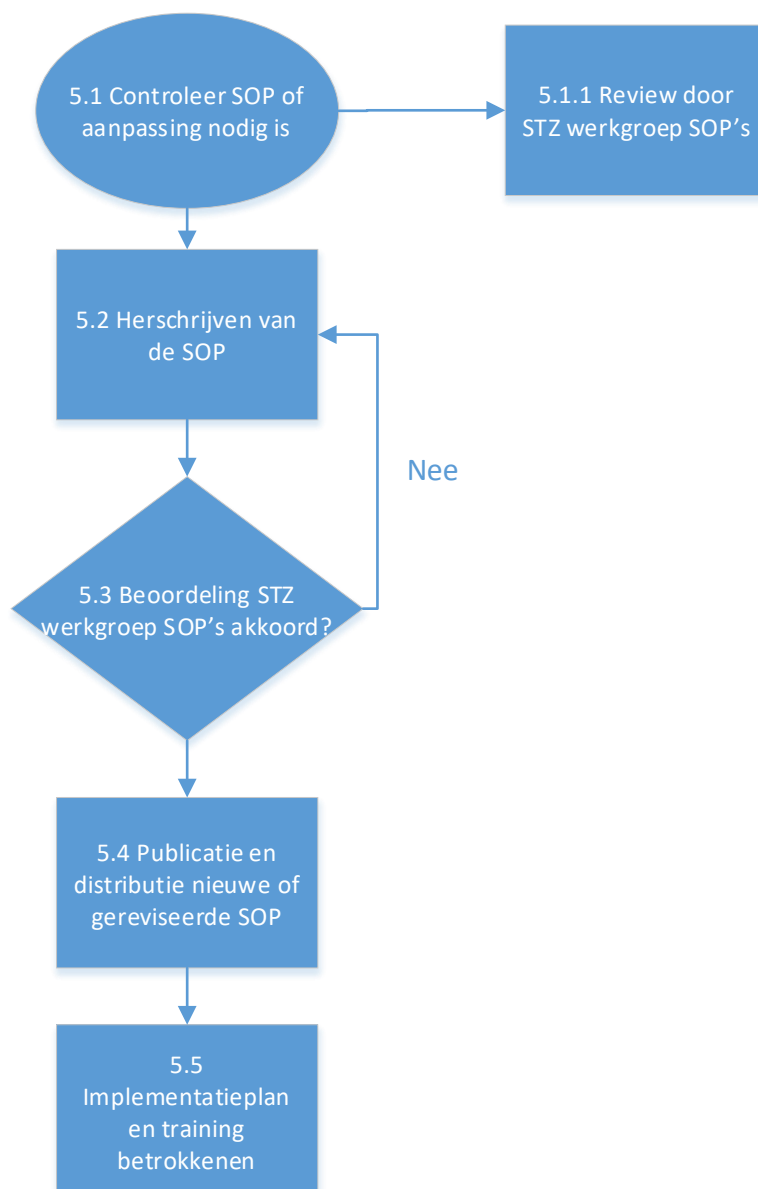 5.1 Controleer SOP of
aanpassing nodig is
5.1.1 Review door
STZ werkgroep SOP’s
5.2 Herschrijven van
de SOP
Nee
5.3 Beoordeling STZ
werkgroep SOP’s akkoord?
5.4 Publicatie en
distributie nieuwe of
gereviseerde SOP
5.5
Implementatieplan
en training
betrokkenen